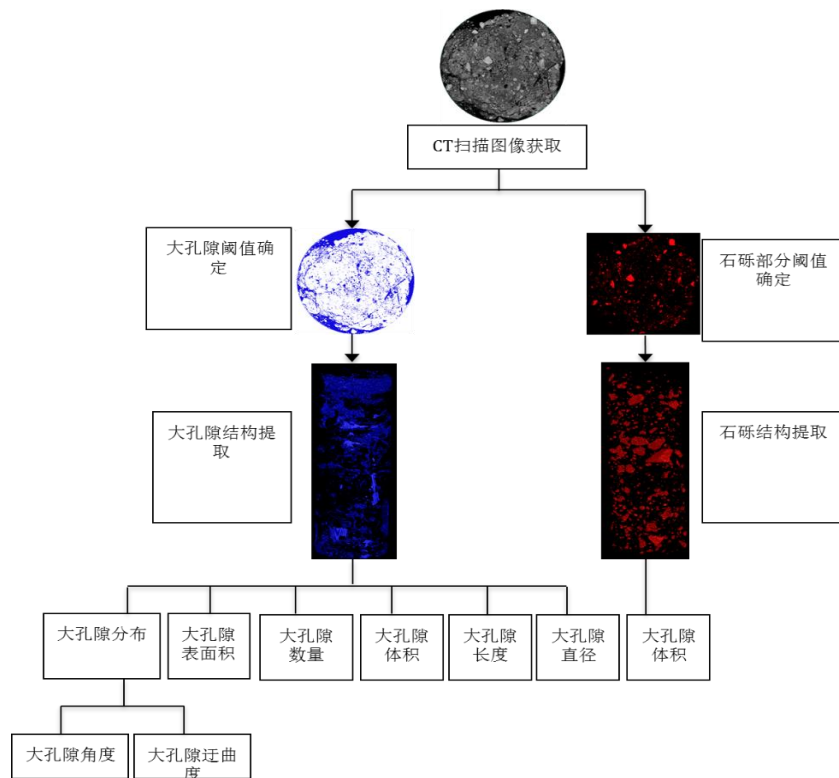 CT扫描图像获取
大孔隙阈值确
定
石砾部分阈值
确定
大孔隙结构提
取
石砾结构提取
大孔隙分布
大孔隙
表面积
大孔隙
数量
大孔隙
体积
大孔隙
长度
大孔隙
直径
大孔隙
体积
大孔隙角度
大孔隙迂曲
度